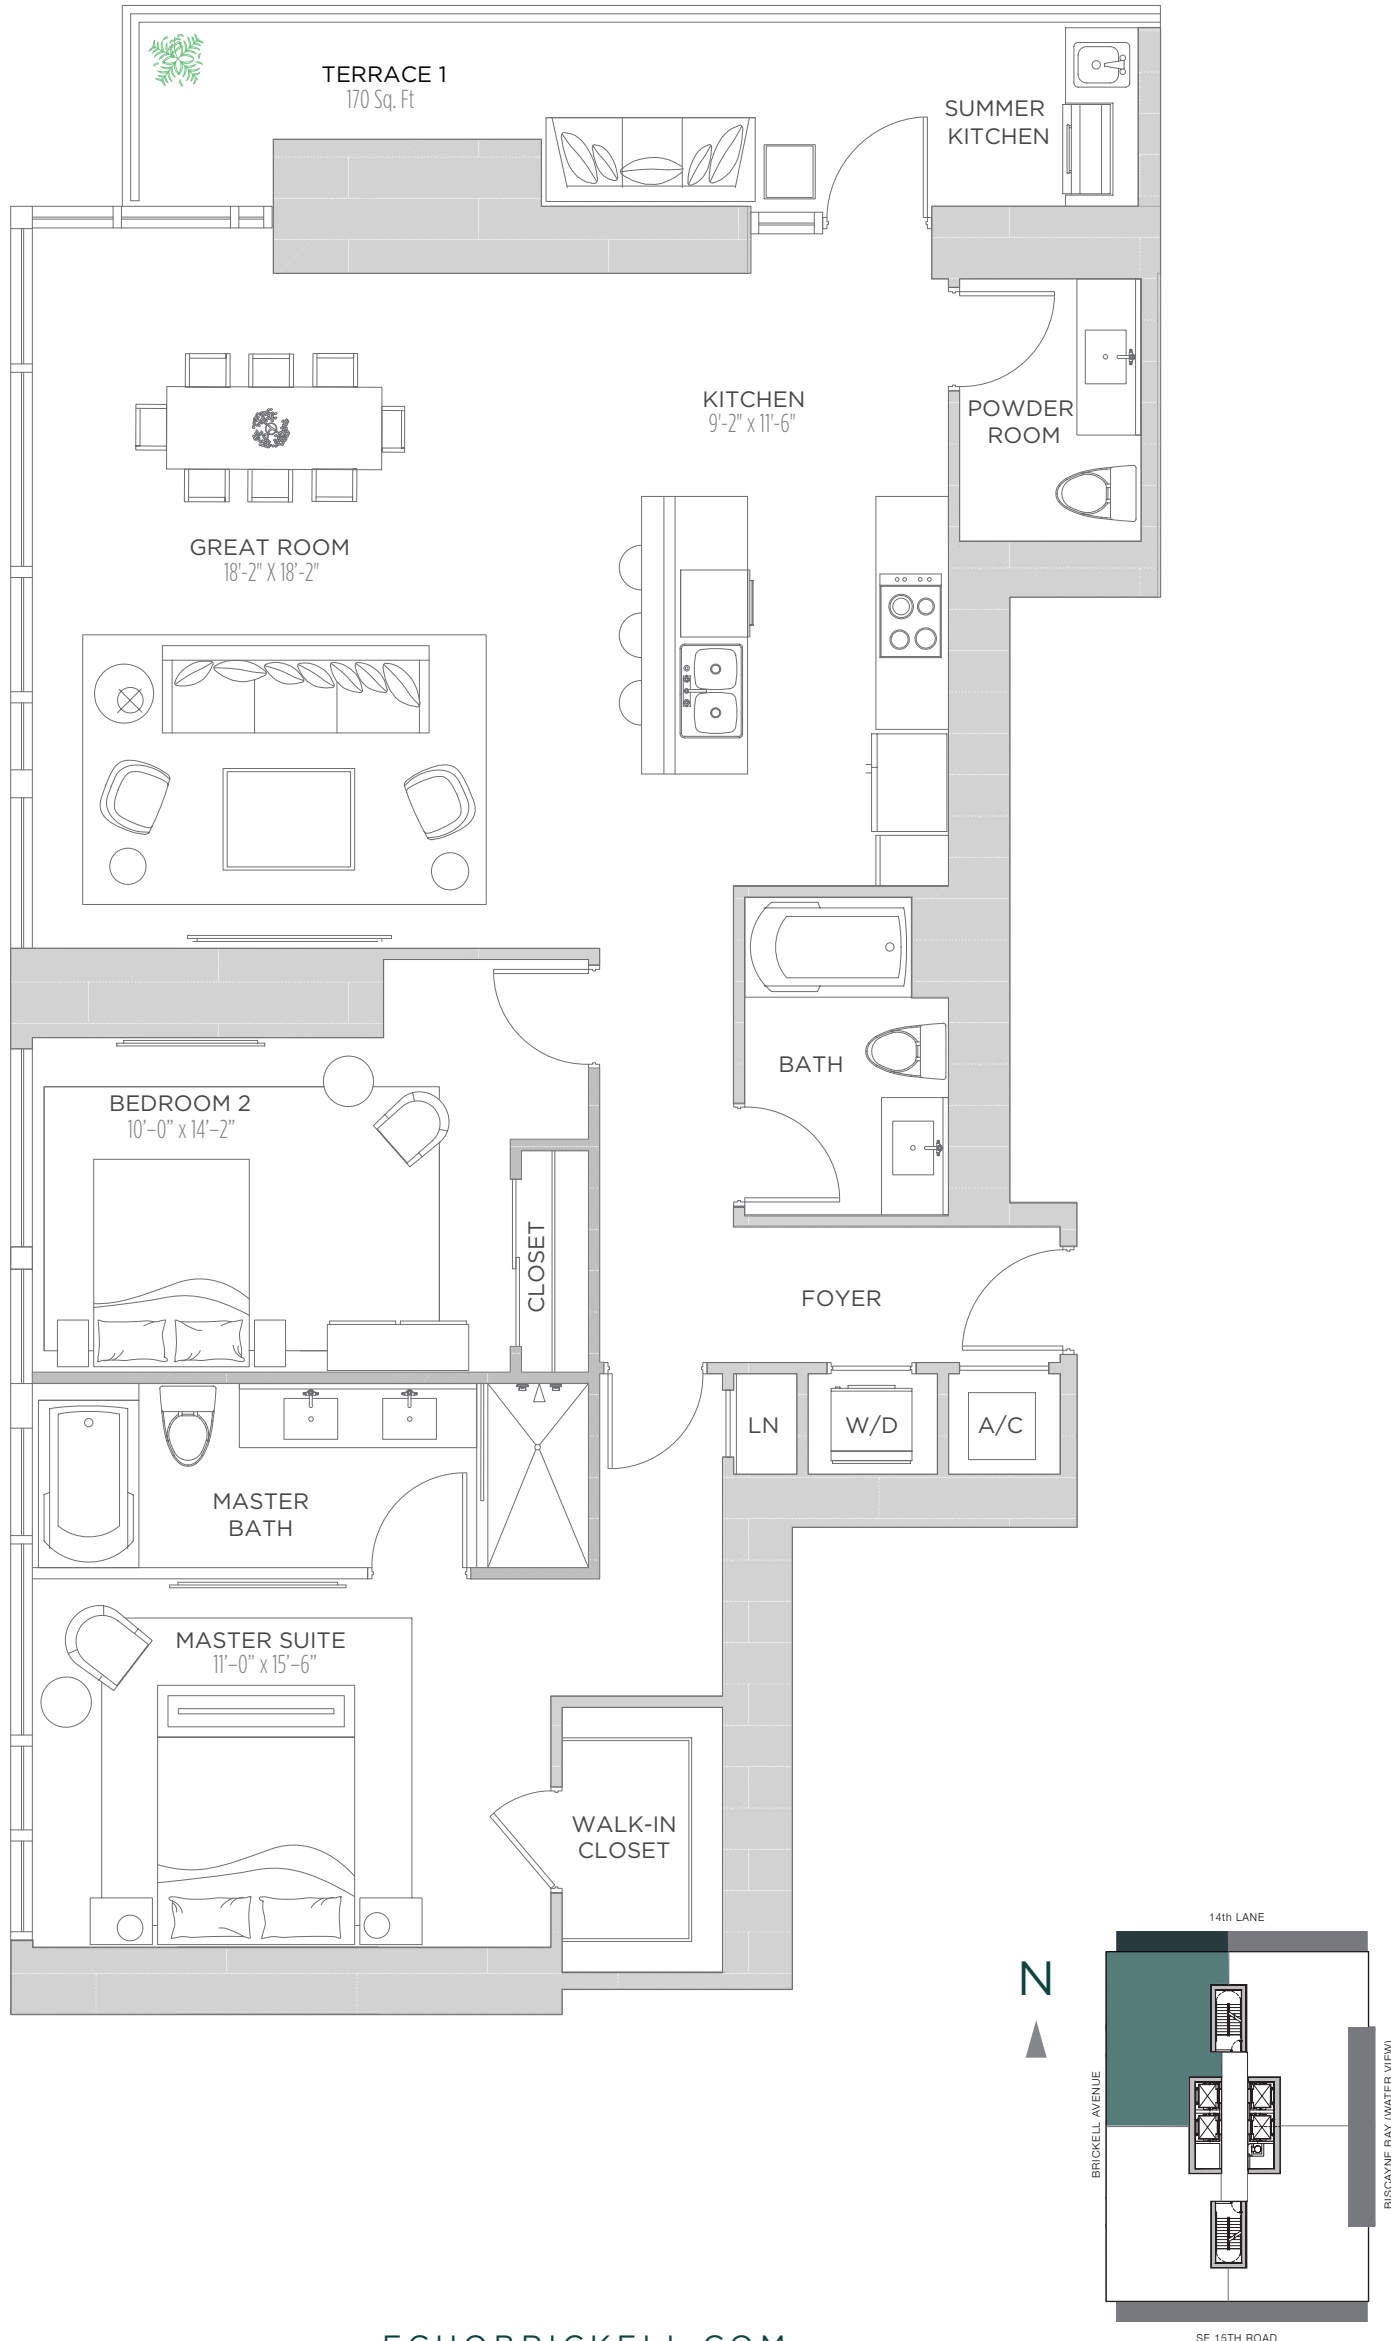 TERRACE 1
170 Sq. Ft
SUMMER
KITCHEN
KITCHEN
9'-2" x 11'-6"
POWDER
ROOM
GREAT ROOM
18'-2" X 18'-2"
BATH
BEDROOM 2
10'–0” x 14'–2”
CLOSET
FOYER
LN
W/D
A/C
MASTER
BATH
MASTER SUITE
11'–0” x 15'–6”
WALK-IN
CLOSET
14th LANE
N
BRICKELL AVENUE
BISCAYNE BAY (WATER VIEW)
SE 15TH ROAD
ECHOBRICKELL.COM